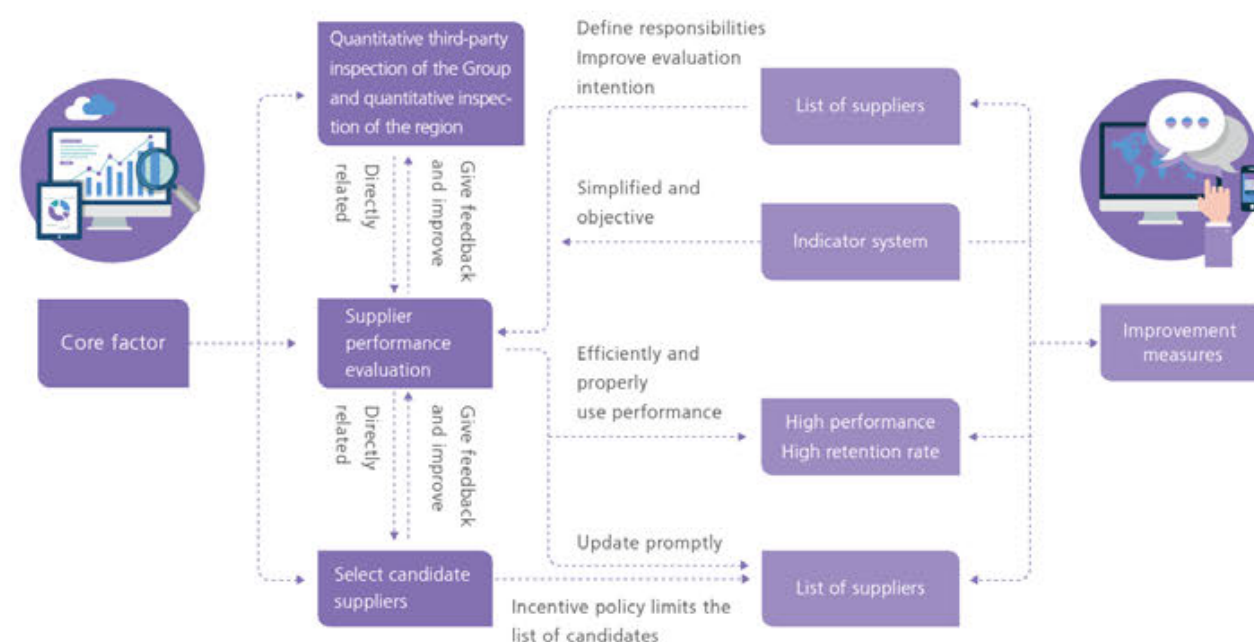 Quantitative third-party
inspection of the Group
and quantitative inspec-
tion of the region
Define responsibilities
Improve evaluation
intention
List of suppliers
Directly
related
Give feedback
and improve
Simplified and
objective
Indicator system
Core factor
Supplier
performance
evaluation
Improvement
measures
Efficiently and
properly
use performance
High performance
High retention rate
Directly
related
Give feedback
and improve
Update promptly
Select candidate
suppliers
List of suppliers
Incentive policy limits the
list of candidates